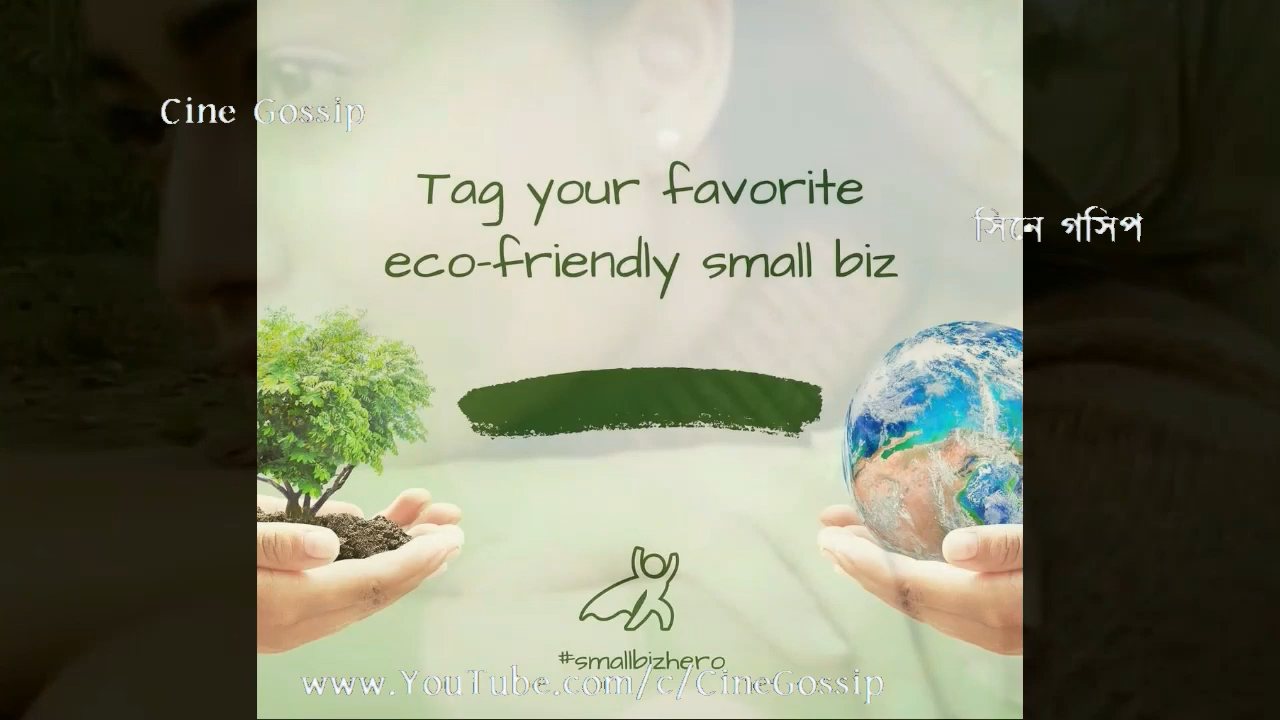 Cine Gossip
Tag your favorite
সিনে গসিপ
eco-friendly small biz
#smallbizhero
www.YouTube.com/c/CineGossip